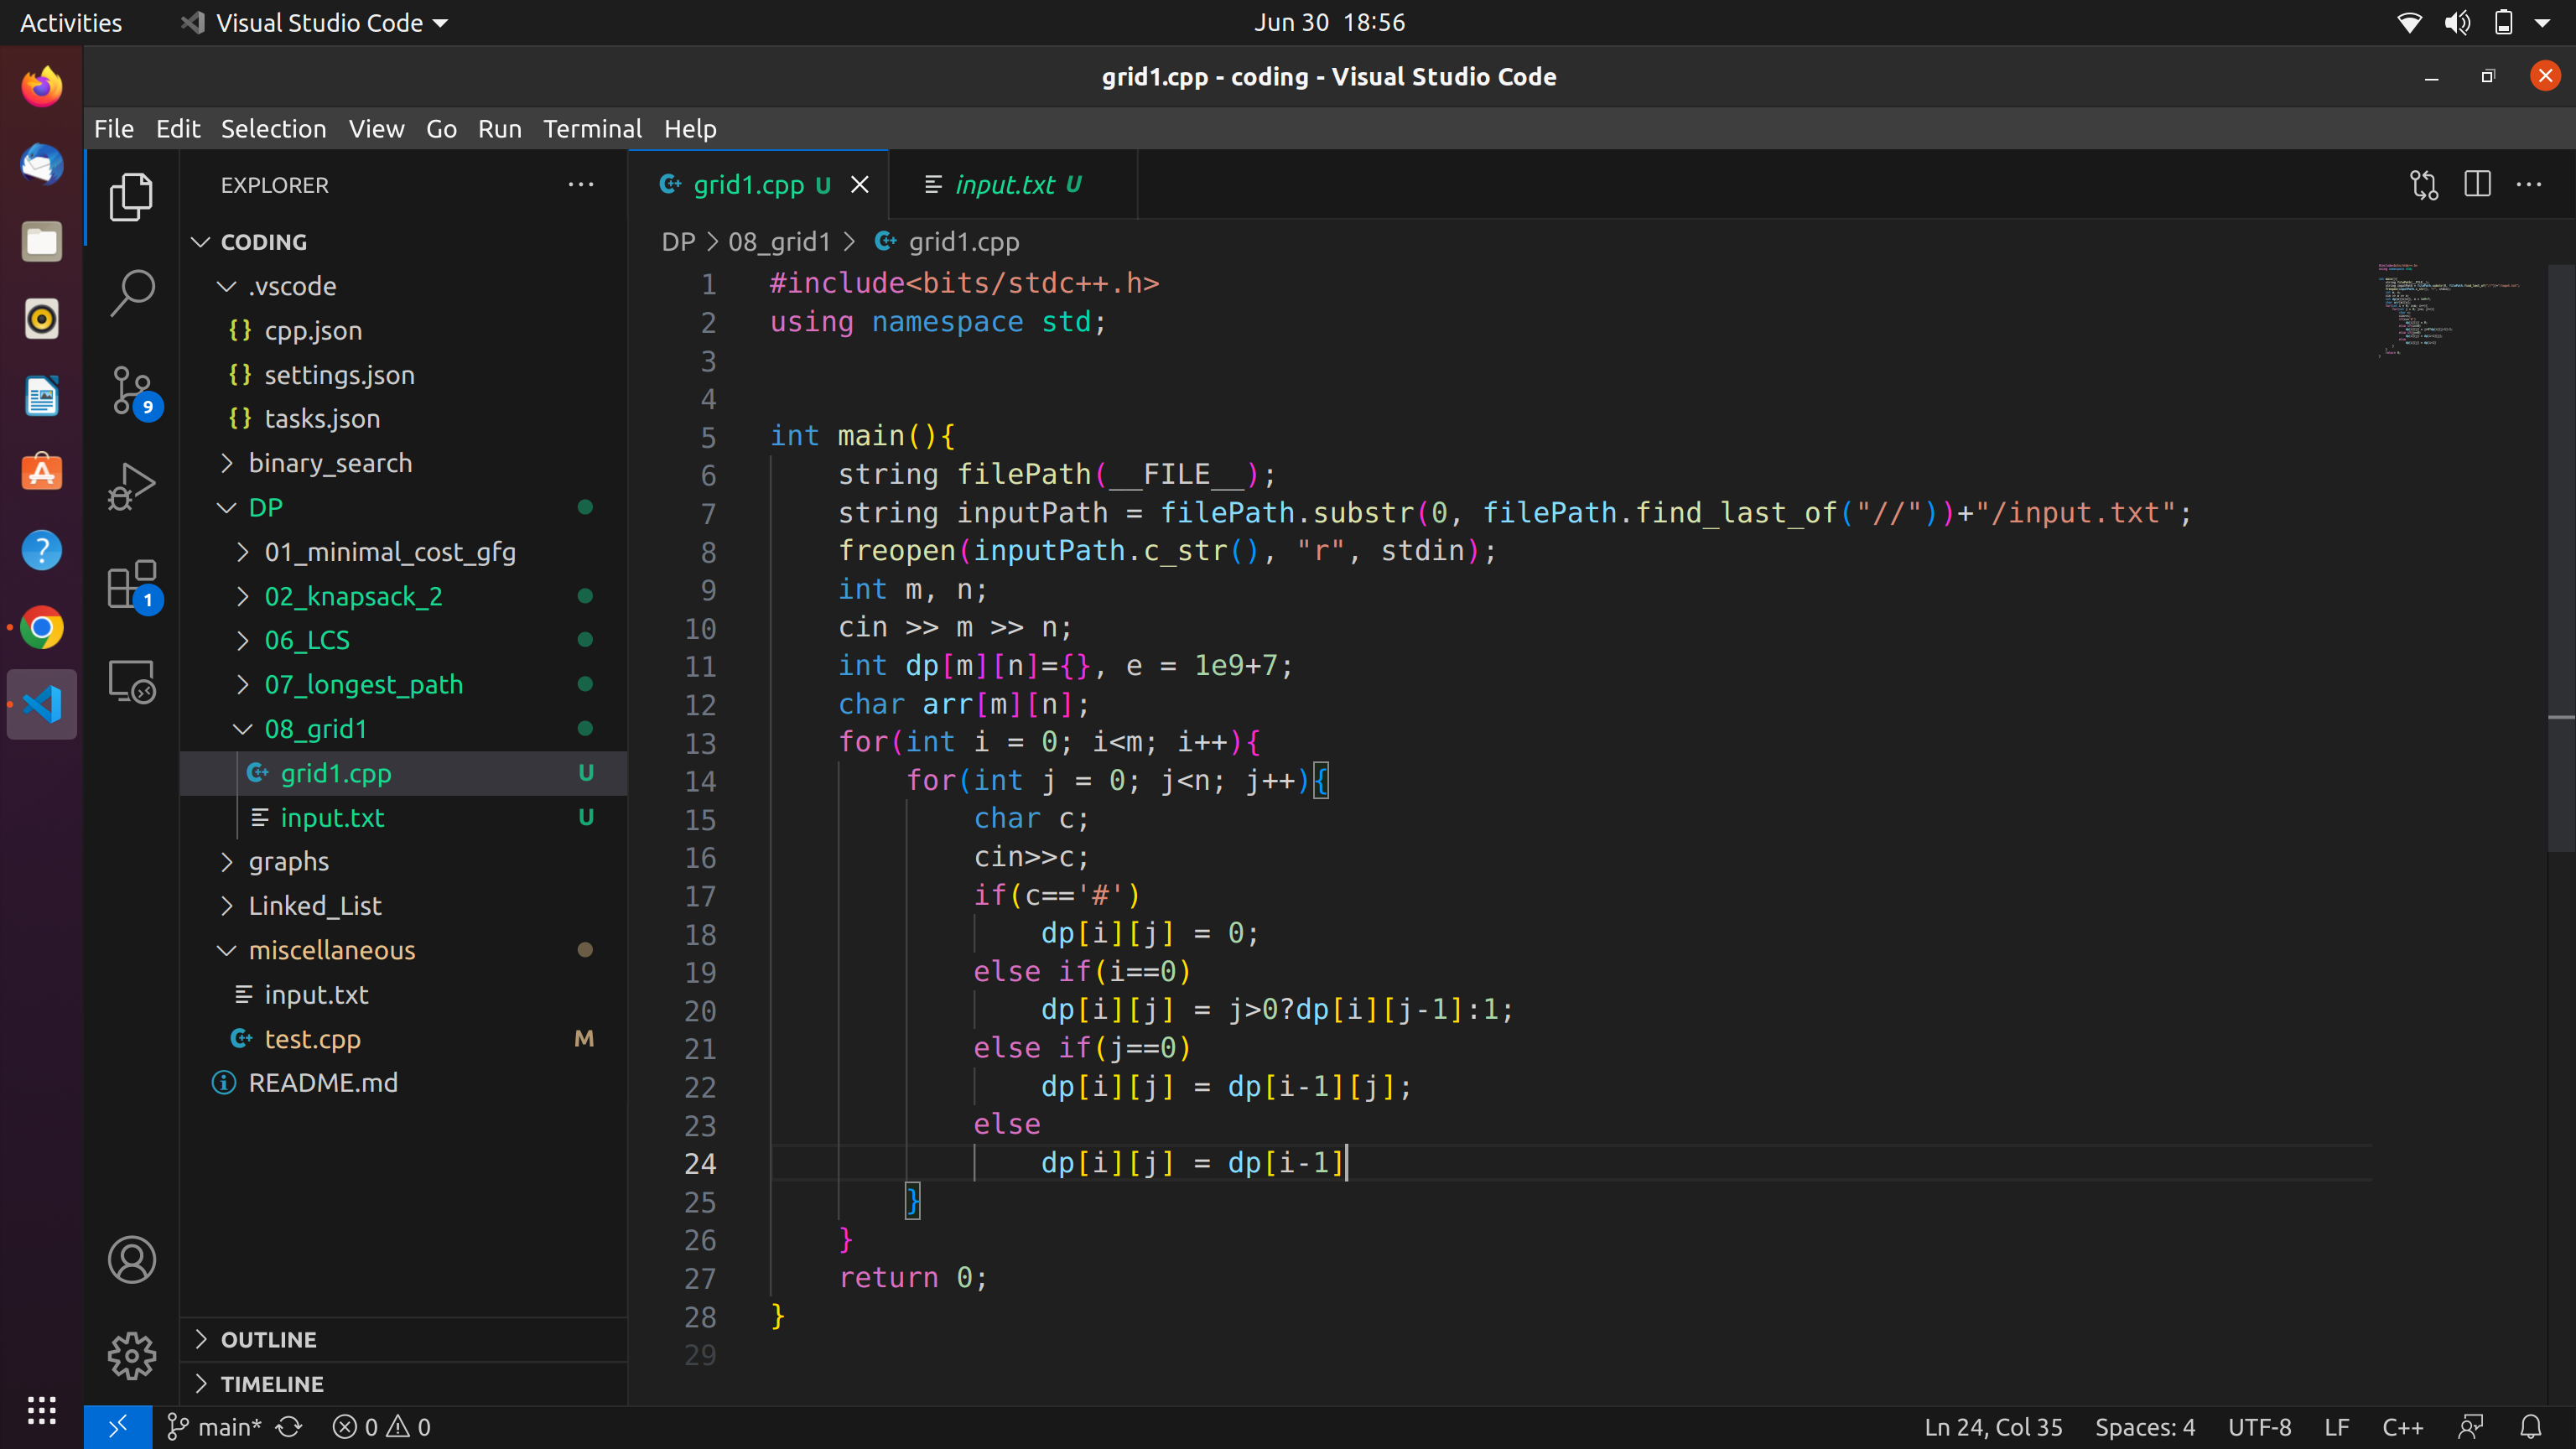 Activities
Visual Studio Code
Jun 30 18:56
grid1.cpp - coding - Visual Studio Code
File Edit Selection View Go Run Terminal Help
EXPLORER
CODING
.vscode
{} cpp.json
{} settings.json
{} tasks.json
binary_search
DP
01_minimal_cost_gfg
02_knapsack_2
06_LCS
07_longest_path
08_grid1
grid1.cpp U
input.txt U
graphs
Linked_List
miscellaneous
input.txt
test.cpp M
README.md
OUTLINE
TIMELINE
9
1
grid1.cpp U
input.txt U
DP > 08_grid1 > grid1.cpp
1 #include<bits/stdc++.h>
2 using namespace std;
3
4
5 int main(){
6     string filePath(__FILE__);
7     string inputPath = filePath.substr(0, filePath.find_last_of("//"))+"/input.txt";
8     freopen(inputPath.c_str(), "r", stdin);
9     int m, n;
10     cin >> m >> n;
11     int dp[m][n]={}, e = 1e9+7;
12     char arr[m][n];
13     for(int i = 0; i<m; i++){
14         for(int j = 0; j<n; j++){
15             char c;
16             cin>>c;
17             if(c=='#')
18                 dp[i][j] = 0;
19             else if(i==0)
20                 dp[i][j] = j>0?dp[i][j-1]:1;
21             else if(j==0)
22                 dp[i][j] = dp[i-1][j];
23             else
24                 dp[i][j] = dp[i-1]
25         }
26     }
27     return 0;
28 }
29
main* 0 0
Ln 24, Col 35 Spaces: 4 UTF-8 LF C++